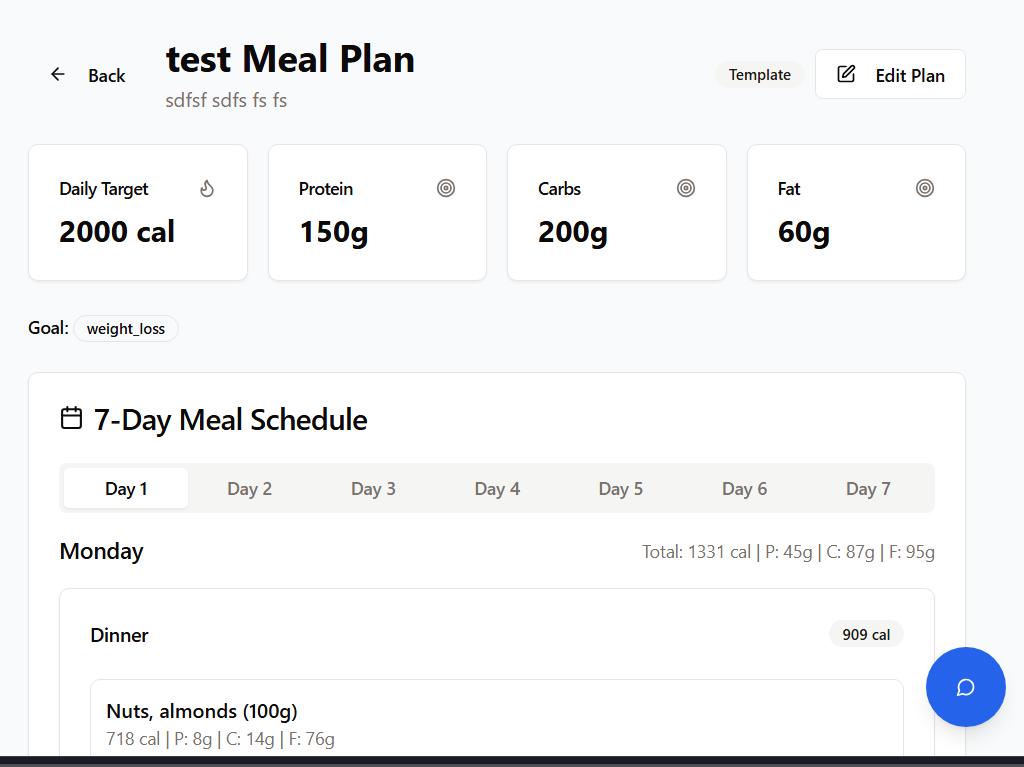 Back
test Meal Plan
sdfsf sdfs fs fs
Template
Edit Plan
Daily Target
2000 cal
Protein
150g
Carbs
200g
Fat
60g
Goal: weight_loss
7-Day Meal Schedule
Day 1 Day 2 Day 3 Day 4 Day 5 Day 6 Day 7
Monday
Total: 1331 cal | P: 45g | C: 87g | F: 95g
Dinner
909 cal
Nuts, almonds (100g)
718 cal | P: 8g | C: 14g | F: 76g